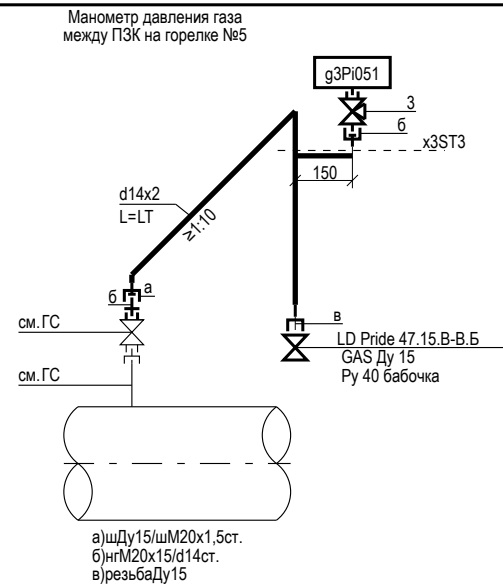 Манометр давления газа
между ПЗК на горелке №5
g3Pi051
3
б
x3ST3
150
d14x2
L=LT
≥1:10
а
б
в
см.ГС
LD Pride 47.15.В-В.Б
GAS Ду 15
Ру 40 бабочка
см.ГС
а)шДу15/шМ20х1,5ст.
б)нгМ20х15/d14ст.
в)резьбаДу15